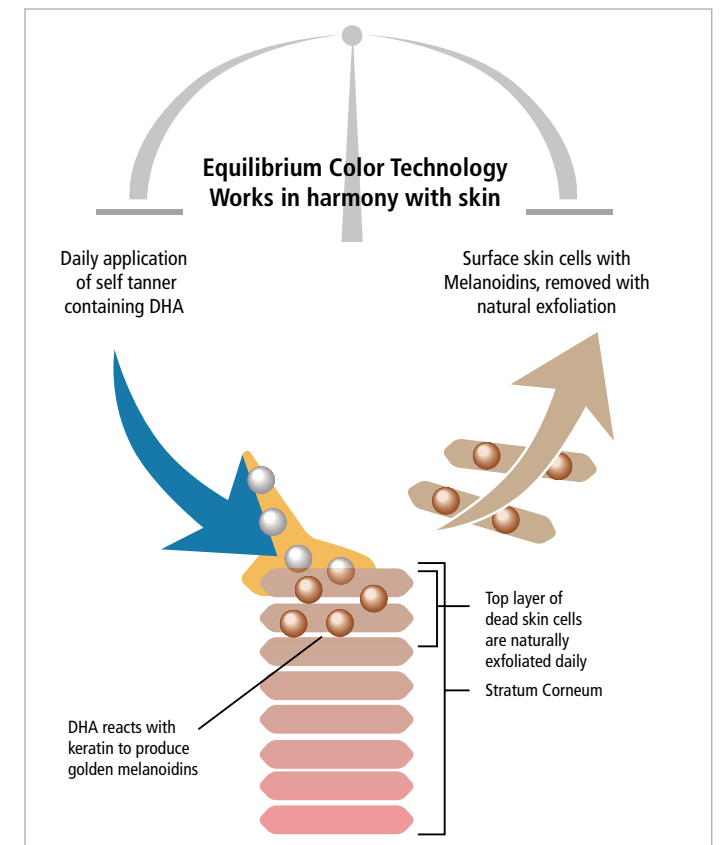 Equilibrium Color Technology
Works in harmony with skin
Daily application
of self tanner
containing DHA
Surface skin cells with
Melanoidins, removed with
natural exfoliation
Top layer of
dead skin cells
are naturally
exfoliated daily
Stratum Corneum
DHA reacts with
keratin to produce
golden melanoidins